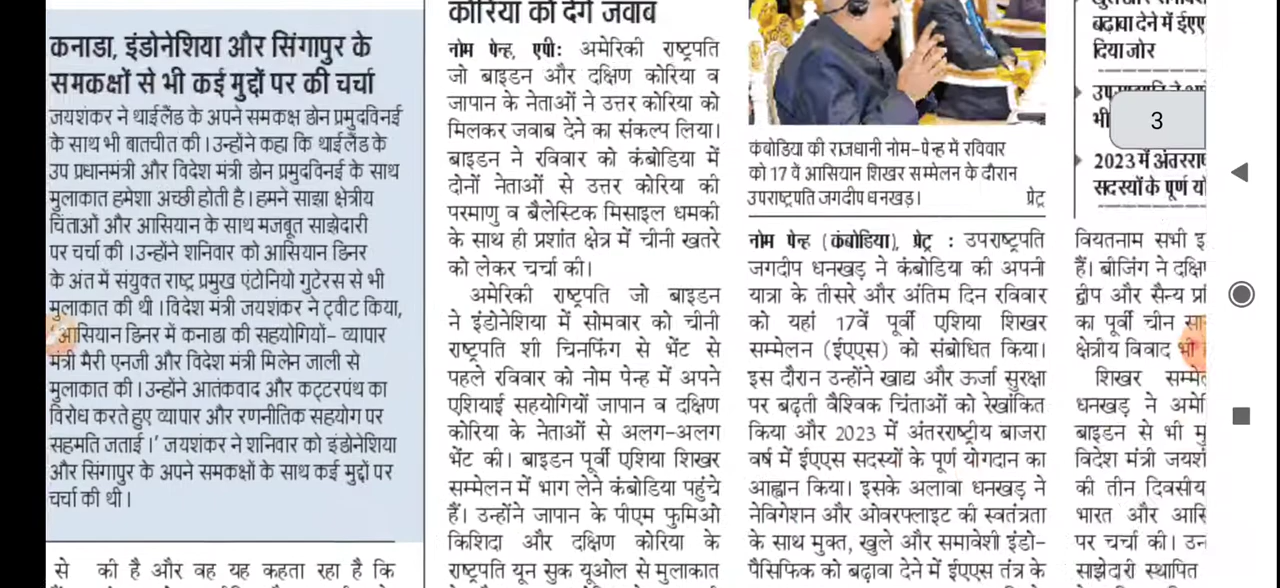 कनाडा, इंडोनेशिया और सिंगापुर के
समकक्षों से भी कई मुद्दों पर की चर्चा
जयशंकर ने थाईलैंड के अपने समकक्ष डोन प्रमुदविनई
के साथ भी बातचीत की। उन्होंने कहा कि थाईलैंड के
उप प्रधानमंत्री और विदेश मंत्री डोन प्रमुदविनई के साथ
मुलाकात हमेशा अच्छी होती है। हमने साझा क्षेत्रीय
चिंताओं और आसियान के साथ मजबूत साझेदारी
पर चर्चा की। उन्होंने शनिवार को आसियान डिनर
के अंत में संयुक्त राष्ट्र प्रमुख एंटोनियो गुटेरस से भी
मुलाकात की थी। विदेश मंत्री जयशंकर ने ट्वीट किया,
'आसियान डिनर में कनाडा की सहयोगियों- व्यापार
मंत्री मैरी एनजी और विदेश मंत्री मिलेन जाली से
मुलाकात की। उन्होंने आतंकवाद और कट्टरपंथ का
विरोध करते हुए व्यापार और रणनीतिक सहयोग पर
सहमति जताई।' जयशंकर ने शनिवार को इंडोनेशिया
और सिंगापुर के अपने समकक्षों के साथ कई मुद्दों पर
चर्चा की थी।
से की है और वह यह कहता रहा है कि
कोरिया को देंगे जवाब
नोम पेन्ह, एपी: अमेरिकी राष्ट्रपति
जो बाइडन और दक्षिण कोरिया व
जापान के नेताओं ने उत्तर कोरिया को
मिलकर जवाब देने का संकल्प लिया।
बाइडन ने रविवार को कंबोडिया में
दोनों नेताओं से उत्तर कोरिया की
परमाणु व बैलेस्टिक मिसाइल धमकी
के साथ ही प्रशांत क्षेत्र में चीनी खतरे
को लेकर चर्चा की।
अमेरिकी राष्ट्रपति जो बाइडन
ने इंडोनेशिया में सोमवार को चीनी
राष्ट्रपति शी चिनफिंग से भेंट से
पहले रविवार को नोम पेन्ह में अपने
एशियाई सहयोगियों जापान व दक्षिण
कोरिया के नेताओं से अलग-अलग
भेंट की। बाइडन पूर्वी एशिया शिखर
सम्मेलन में भाग लेने कंबोडिया पहुंचे
हैं। उन्होंने जापान के पीएम फुमिओ
किशिदा और दक्षिण कोरिया के
राष्ट्रपति यून सुक यूओल से मुलाकात
कंबोडिया की राजधानी नोम-पेन्ह में रविवार
को 17 वें आसियान शिखर सम्मेलन के दौरान
उपराष्ट्रपति जगदीप धनखड़। प्रेट्र
नोम पेन्ह (कंबोडिया), प्रेट्र : उपराष्ट्रपति
जगदीप धनखड़ ने कंबोडिया की अपनी
यात्रा के तीसरे और अंतिम दिन रविवार
को यहां 17वें पूर्वी एशिया शिखर
सम्मेलन (ईएएस) को संबोधित किया।
इस दौरान उन्होंने खाद्य और ऊर्जा सुरक्षा
पर बढ़ती वैश्विक चिंताओं को रेखांकित
किया और 2023 में अंतरराष्ट्रीय बाजरा
वर्ष में ईएएस सदस्यों के पूर्ण योगदान का
आह्वान किया। इसके अलावा धनखड़ ने
नेविगेशन और ओवरफ्लाइट की स्वतंत्रता
के साथ मुक्त, खुले और समावेशी इंडो-
पैसिफिक को बढ़ावा देने में ईएएस तंत्र के
बढ़ावा देने में ईएए
दिया जोर
भी
3
2023 में अंतररा
सदस्यों के पूर्ण यो
वियतनाम सभी इ
हैं। बीजिंग ने दक्षि
द्वीप और सैन्य प्र
का पूर्वी चीन सा
क्षेत्रीय विवाद भी
शिखर सम्मे
धनखड़ ने अमे
बाइडन से भी मु
विदेश मंत्री जयशं
की तीन दिवसीय
भारत और आसि
पर चर्चा की। उन
साझेदारी स्थापित